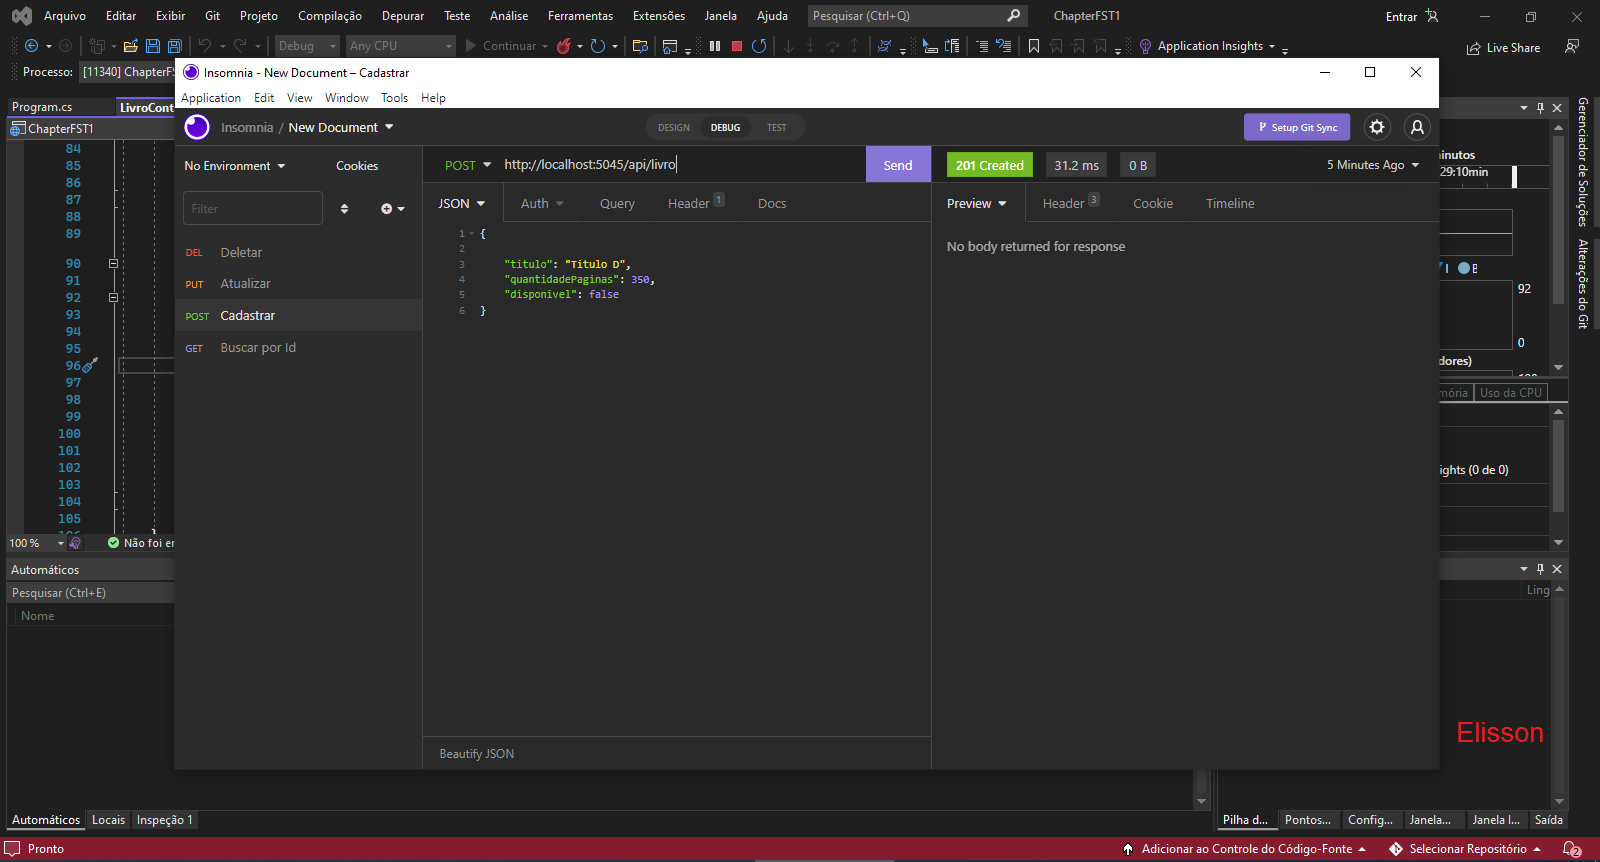 Arquivo Editar Exibir Git Projeto Compilação Depurar Teste Análise Ferramentas Extensões Janela Ajuda Pesquisar (Ctrl+Q) ChapterFST1 Entrar
Debug Any CPU Continuar Application Insights Live Share
Processo: [11340] ChapterFS
Insomnia - New Document – Cadastrar
Application Edit View Window Tools Help
Program.cs LivroCont
ChapterFST1
Insomnia / New Document DESIGN DEBUG TEST Setup Git Sync
No Environment Cookies POST http://localhost:5045/api/livro Send 201 Created 31.2 ms 0 B 5 Minutes Ago
Filter JSON Auth Query Header 1 Docs Preview Header 3 Cookie Timeline
DEL Deletar
PUT Atualizar
POST Cadastrar
GET Buscar por Id
1 {
2
3 "titulo": "Titulo D",
4 "quantidadePaginas": 350,
5 "disponivel": false
6 }
No body returned for response
Beautify JSON
84
85
86
87
88
89
90
91
92
93
94
95
96
97
98
99
100
101
102
103
104
105
100 % Não foi er
inutos
29:10min
92
0
dores)
mória Uso da CPU
ights (0 de 0)
Gerenciador de Soluções
Alterações do Git
Automáticos
Pesquisar (Ctrl+E)
Nome
Ling
Elisson
Automáticos Locais Inspeção 1
Pilha d... Pontos... Config... Janela... Janela I... Saída
Pronto Adicionar ao Controle do Código-Fonte Selecionar Repositório 2